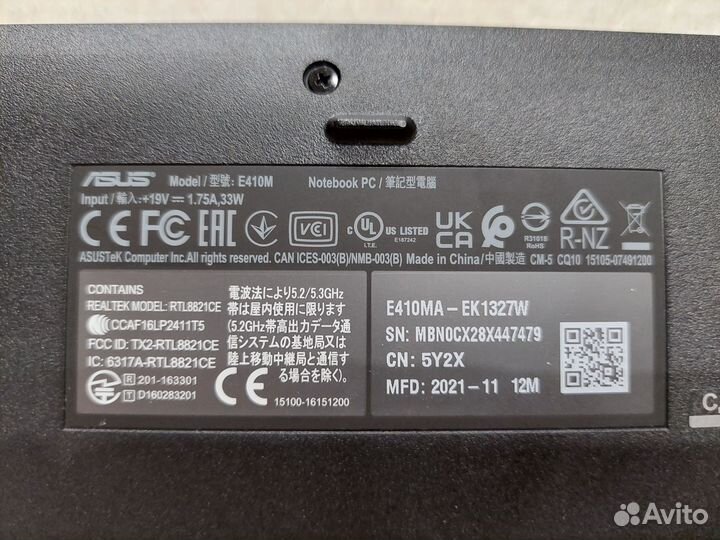 ASUS Model / 型號: E410M Notebook PC / 筆記型電腦
Input / 輸入: +19V ⎓ 1.75A, 33W
CE FC EAC VCI c UL US LISTED UK CA R-NZ
I.T.E. E187242 R31018 RoHS
ASUSTeK Computer Inc.All rights reserved. CAN ICES-003(B)/NMB-003(B) Made in China/中國製造 CM-5 CQ10 15105-07491200
CONTAINS
REALTEK MODEL: RTL8821CE
CCAF16LP2411T5
FCC ID: TX2-RTL8821CE
IC: 6317A-RTL8821CE
R 201-163301
T D160283201
電波法により5.2/5.3GHz
帯は屋内使用に限ります
(5.2GHz帯高出力データ通
信システムの基地局又は
陸上移動中継局と通信す
る場合を除く)。
CE 15100-16151200
E410MA-EK1327W
SN: MBN0CX28X447479
CN: 5Y2X
MFD: 2021-11 12M
Avito